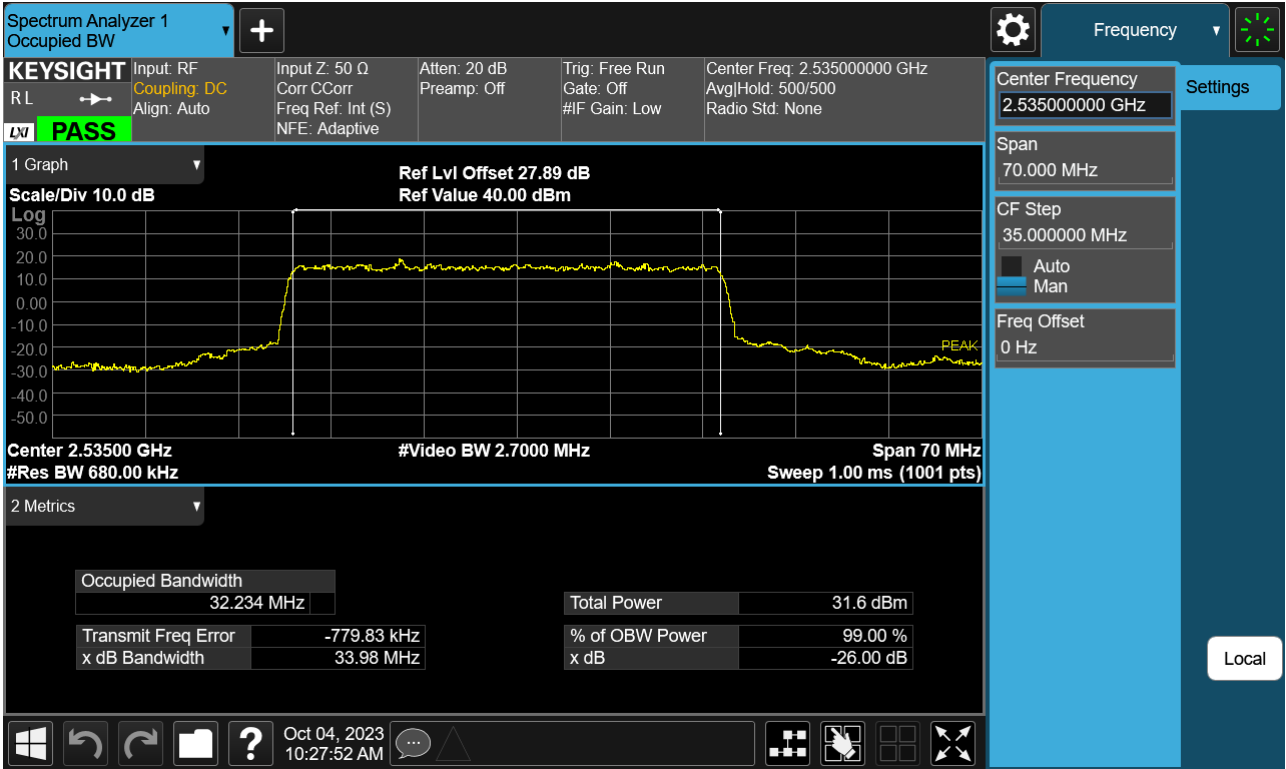 Spectrum Analyzer 1
Occupied BW
Frequency
KEYSIGHT
R L
LXI
PASS
Input: RF
Coupling: DC
Align: Auto
Input Z: 50 Ω
Corr CCorr
Freq Ref: Int (S)
NFE: Adaptive
Atten: 20 dB
Preamp: Off
Trig: Free Run
Gate: Off
#IF Gain: Low
Center Freq: 2.535000000 GHz
Avg|Hold: 500/500
Radio Std: None
Center Frequency
2.535000000 GHz
Settings
Span
70.000 MHz
CF Step
35.000000 MHz
Auto
Man
Freq Offset
0 Hz
1 Graph
Scale/Div 10.0 dB
Ref Lvl Offset 27.89 dB
Ref Value 40.00 dBm
Log
30.0
20.0
10.0
0.00
-10.0
-20.0
-30.0
-40.0
-50.0
PEAK
Center 2.53500 GHz
#Video BW 2.7000 MHz
Span 70 MHz
#Res BW 680.00 kHz
Sweep 1.00 ms (1001 pts)
2 Metrics
Occupied Bandwidth
32.234 MHz
Total Power 31.6 dBm
Transmit Freq Error -779.83 kHz
% of OBW Power 99.00 %
x dB Bandwidth 33.98 MHz
x dB -26.00 dB
Local
Oct 04, 2023
10:27:52 AM